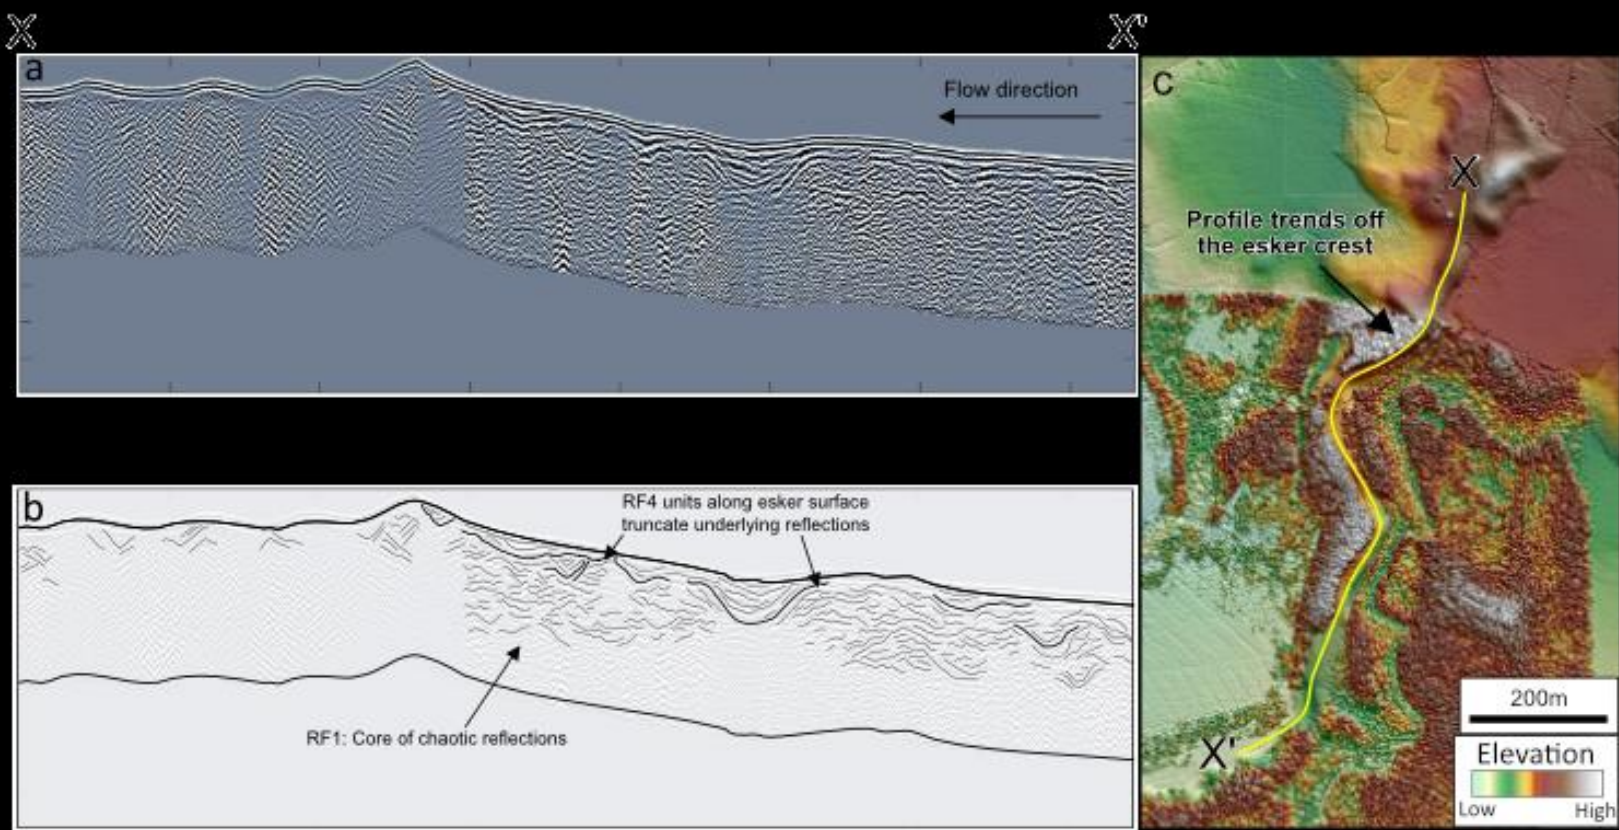 X
X'
a
Flow direction
b
RF4 units along esker surface
truncate underlying reflections
RF1: Core of chaotic reflections
c
X
Profile trends off
the esker crest
X'
200m
Elevation
Low High